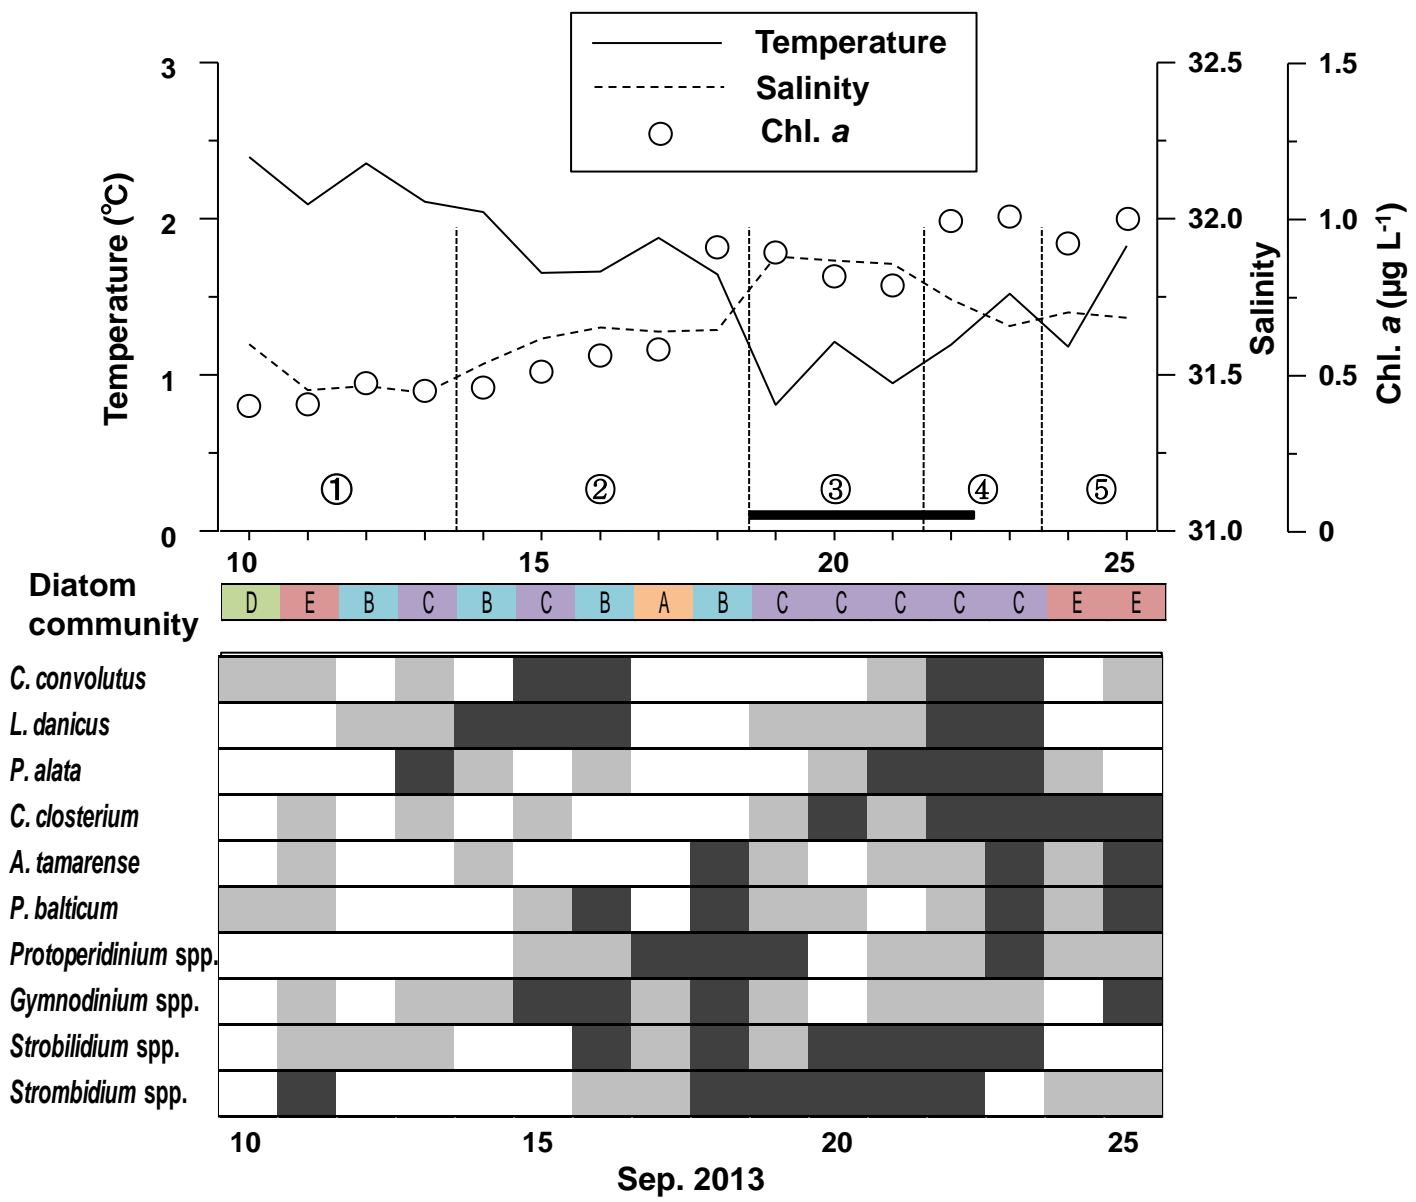 Temperature
Salinity
Chl. a
3
2
1
0
Temperature (℃)
32.5
32.0
31.5
31.0
Salinity
1.5
1.0
0.5
0
Chl. a (µg L-1)
① ② ③ ④ ⑤
10 15 20 25
Diatom
community
D E B C B C B A B C C C C C E E
C. convolutus
L. danicus
P. alata
C. closterium
A. tamarense
P. balticum
Protoperidinium spp.
Gymnodinium spp.
Strobilidium spp.
Strombidium spp.
10 15 20 25
Sep. 2013